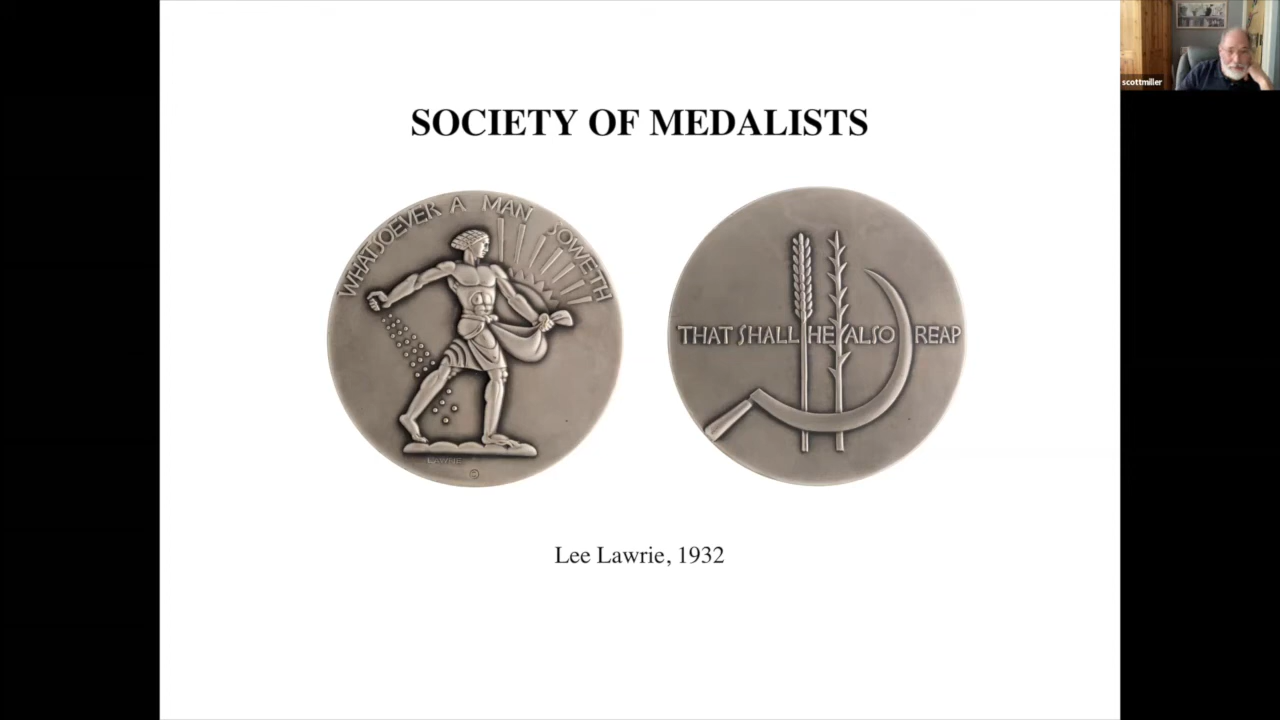 scottmiller
SOCIETY OF MEDALISTS
WHATSOEVER A MAN SOWETH
THAT SHALL HE ALSO REAP
LAWRIE
©
Lee Lawrie, 1932